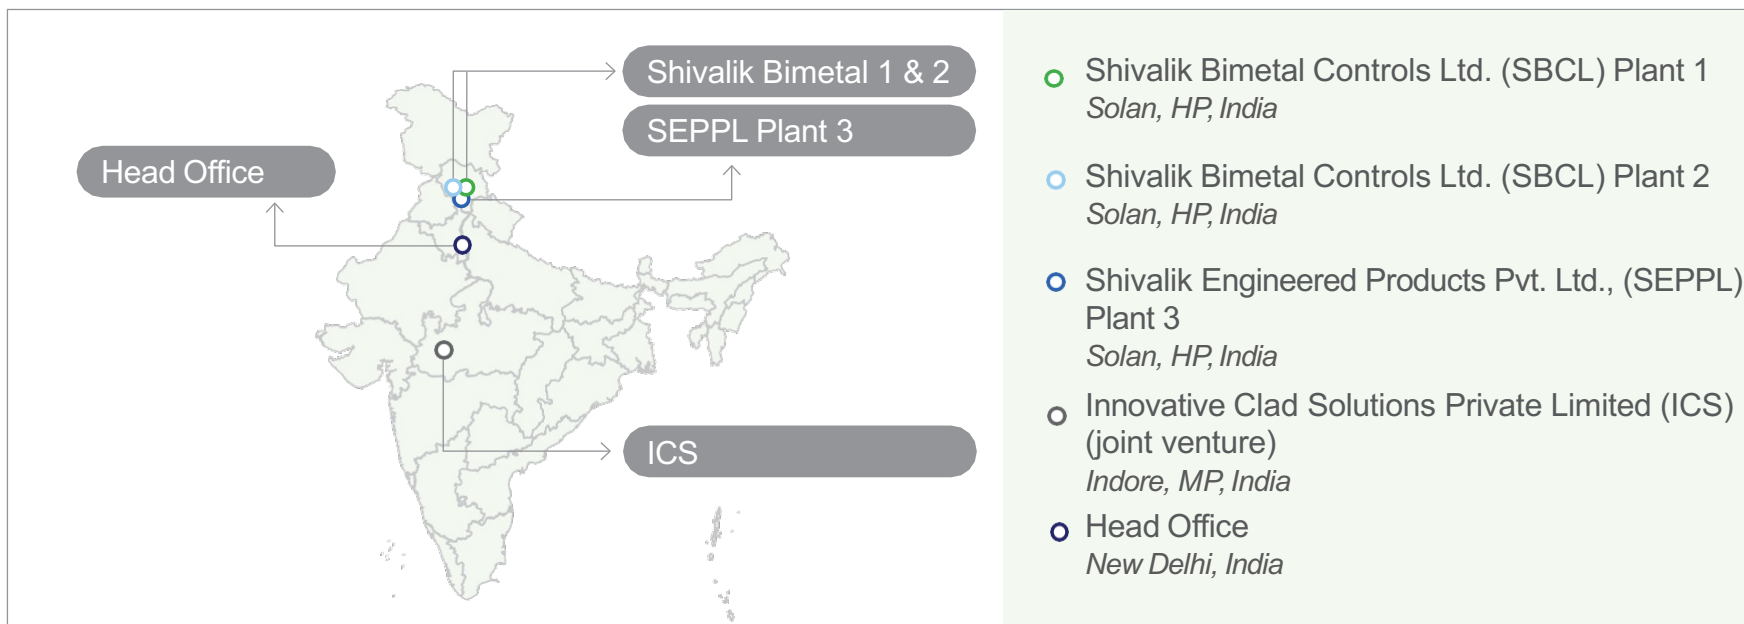 Shivalik Bimetal 1 & 2
SEPPL Plant 3
Head Office
ICS
Shivalik Bimetal Controls Ltd. (SBCL) Plant 1
Solan, HP, India
Shivalik Bimetal Controls Ltd. (SBCL) Plant 2
Solan, HP, India
Shivalik Engineered Products Pvt. Ltd., (SEPPL)
Plant 3
Solan, HP, India
Innovative Clad Solutions Private Limited (ICS)
(joint venture)
Indore, MP, India
Head Office
New Delhi, India